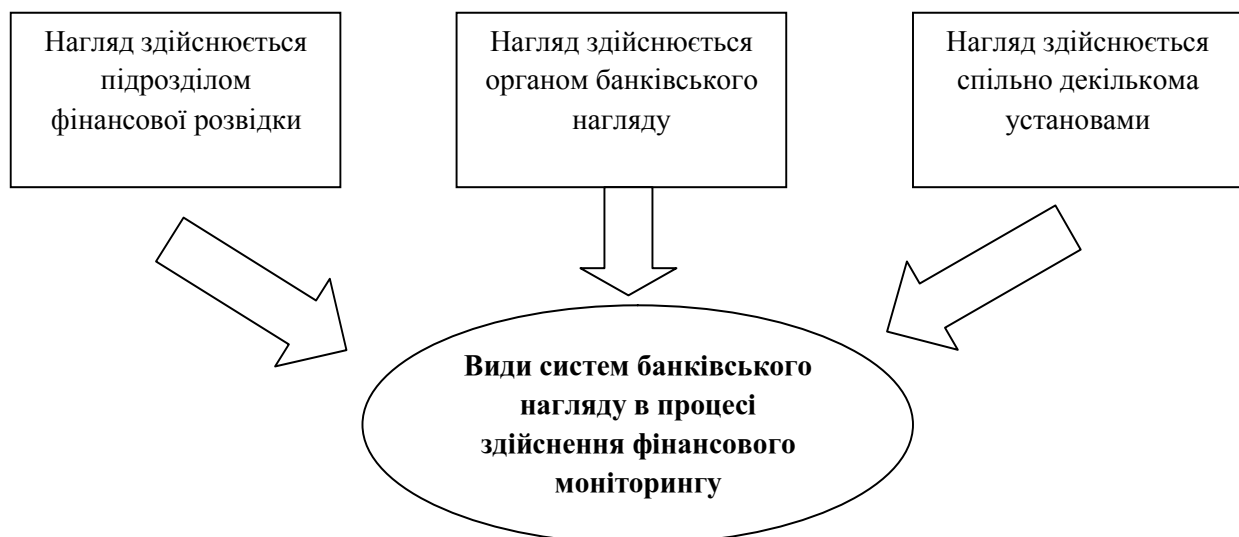 Нагляд здійснюється
підрозділом
фінансової розвідки
Нагляд здійснюється
органом банківського
нагляду
Нагляд здійснюється
спільно декількома
установами
Види систем банківського
нагляду в процесі
здійснення фінансового
моніторингу